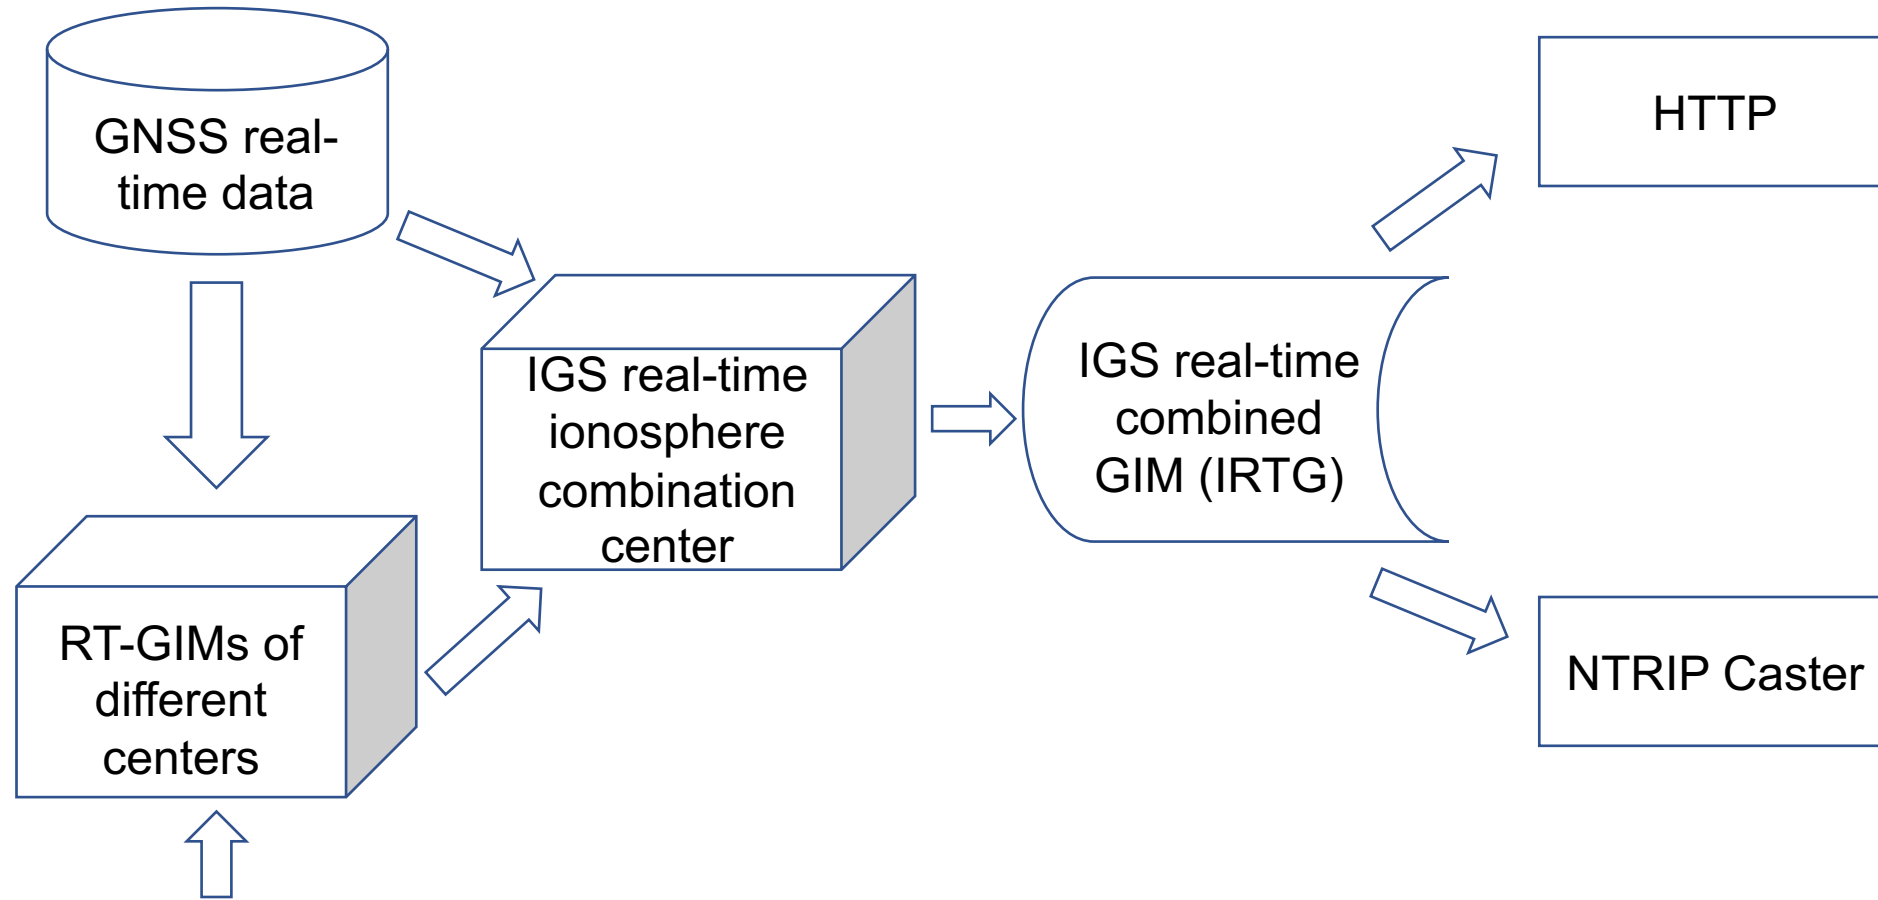 GNSS real-
time data
RT-GIMs of
different
centers
IGS real-time
ionosphere
combination
center
IGS real-time
combined
GIM (IRTG)
HTTP
NTRIP Caster